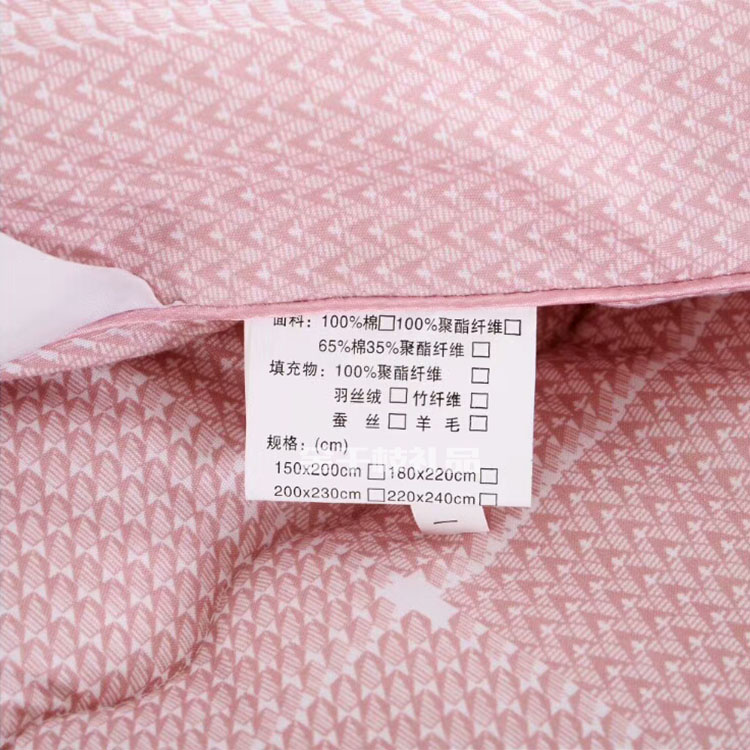 面料：100%棉□100%聚酯纤维□
65%棉35%聚酯纤维□
填充物：100%聚酯纤维□
羽丝绒□竹纤维□
蚕 丝□羊 毛□
规格：(cm)
150x200cm□180x220cm□
200x230cm□220x240cm□